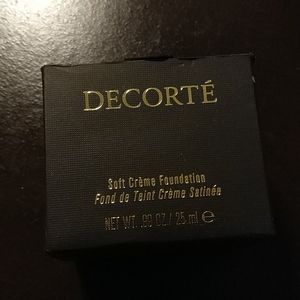 DECORTÉ
Soft Crème Foundation
Fond de Teint Crème Satinée
NET WT. .80 OZ / 25 ml ℮